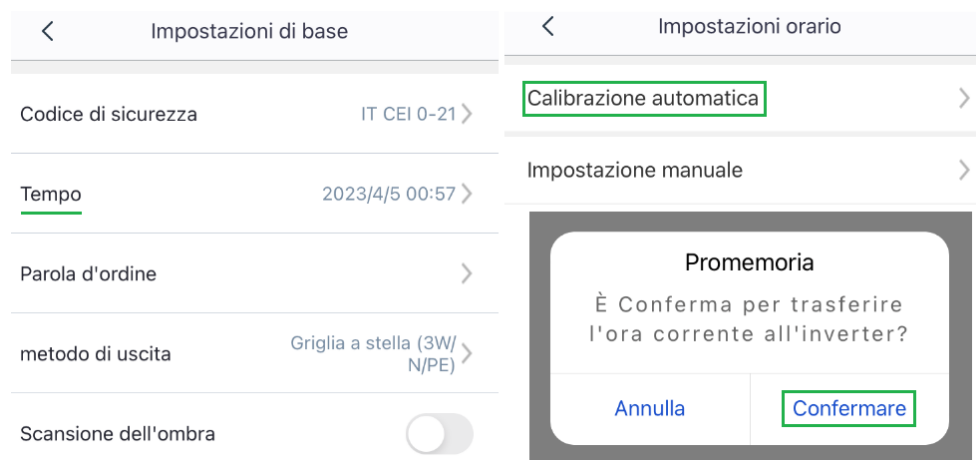 Impostazioni di base
Codice di sicurezza IT CEI 0-21
Tempo 2023/4/5 00:57
Parola d'ordine
metodo di uscita Griglia a stella (3W/
N/PE)
Scansione dell'ombra
Impostazioni orario
Calibrazione automatica
Impostazione manuale
Promemoria
È Conferma per trasferire
l'ora corrente all'inverter?
Annulla Confermare